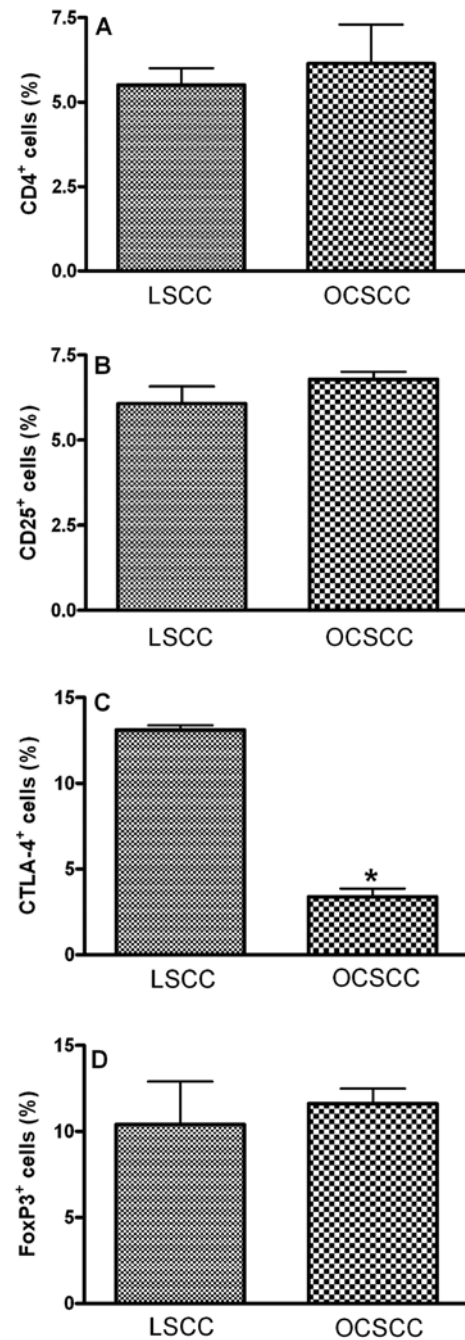 A
CD4+ cells (%)
7.5
5.0
2.5
0.0
LSCC OCSCC
B
CD25+ cells (%)
7.5
5.0
2.5
0.0
LSCC OCSCC
C
CTLA-4+ cells (%)
15
10
5
0
*
LSCC OCSCC
D
FoxP3+ cells (%)
15
10
5
0
LSCC OCSCC